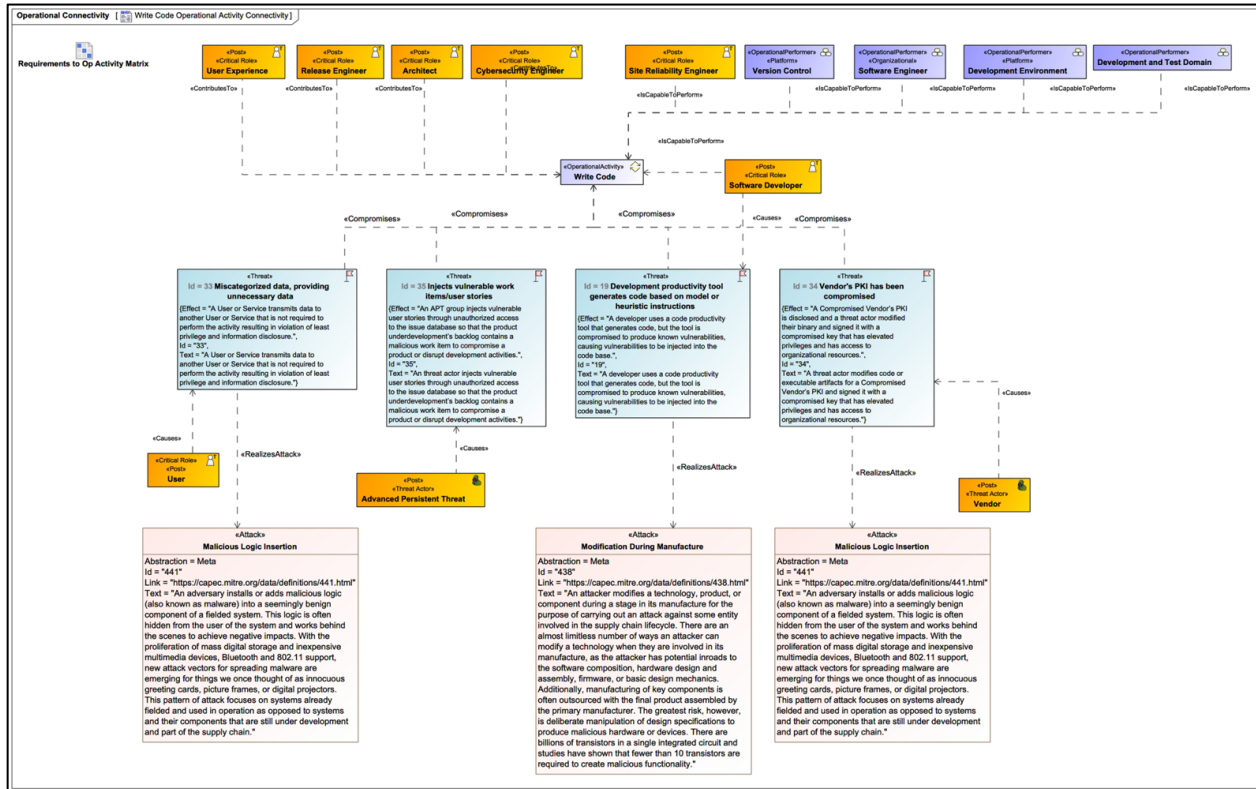 Operational Connectivity [ Write Code Operational Activity Connectivity ]
Requirements to Op Activity Matrix
«Post»
«Critical Role»
User Experience
«Post»
«Critical Role»
Release Engineer
«Post»
«Critical Role»
Architect
«Post»
«Critical Role»
Cybersecurity Engineer
«ContributesTo»
«Post»
«Critical Role»
Site Reliability Engineer
«OperationalPerformer»
«Platform»
Version Control
«OperationalPerformer»
«Organizational»
Software Engineer
«OperationalPerformer»
«Platform»
Development Environment
«OperationalPerformer»
Development and Test Domain
«ContributesTo»
«ContributesTo»
«ContributesTo»
«IsCapableToPerform»
«IsCapableToPerform»
«IsCapableToPerform»
«IsCapableToPerform»
«IsCapableToPerform»
«IsCapableToPerform»
«OperationalActivity»
Write Code
«Post»
«Critical Role»
Software Developer
«Compromises»
«Compromises»
«Compromises»
«Causes»
«Compromises»
«Threat»
Id = 33 Miscategorized data, providing
unnecessary data
{Effect = "A User or Service transmits data to
another User or Service that is not required to
perform the activity resulting in violation of least
privilege and information disclosure.",
Id = "33",
Text = "A User or Service transmits data to
another User or Service that is not required to
perform the activity resulting in violation of least
privilege and information disclosure."}
«Threat»
Id = 35 Injects vulnerable work
items/user stories
{Effect = "An APT group injects vulnerable
user stories through unauthorized access
to the issue database so that the product
underdevelopment's backlog contains a
malicious work item to compromise a
product or disrupt development activities.",
Id = "35",
Text = "An threat actor injects vulnerable
user stories through unauthorized access
to the issue database so that the product
underdevelopment's backlog contains a
malicious work item to compromise a
product or disrupt development activities."}
«Threat»
Id = 19 Development productivity tool
generates code based on model or
heuristic instructions
{Effect = "A developer uses a code productivity
tool that generates code, but the tool is
compromised to produce known vulnerabilities,
causing vulnerabilities to be injected into the
code base.",
Id = "19",
Text = "A developer uses a code productivity
tool that generates code, but the tool is
compromised to produce known vulnerabilities,
causing vulnerabilities to be injected into the
code base."}
«Threat»
Id = 34 Vendor's PKI has been
compromised
{Effect = "A Compromised Vendor's PKI
is disclosed and a threat actor modified
their binary and signed it with a
compromised key that has elevated
privileges and has access to
organizational resources.",
Id = "34",
Text = "A threat actor modifies code or
executable artifacts for a Compromised
Vendor's PKI and signed it with a
compromised key that has elevated
privileges and has access to
organizational resources."}
«Causes»
«Critical Role»
«Post»
User
«RealizesAttack»
«Causes»
«Post»
«Threat Actor»
Advanced Persistent Threat
«RealizesAttack»
«RealizesAttack»
«Causes»
«Post»
«Threat Actor»
Vendor
«Attack»
Malicious Logic Insertion
Abstraction = Meta
Id = "441"
Link = "https://capec.mitre.org/data/definitions/441.html"
Text = "An adversary installs or adds malicious logic
(also known as malware) into a seemingly benign
component of a fielded system. This logic is often
hidden from the user of the system and works behind
the scenes to achieve negative impacts. With the
proliferation of mass digital storage and inexpensive
multimedia devices, Bluetooth and 802.11 support,
new attack vectors for spreading malware are
emerging for things we once thought of as innocuous
greeting cards, picture frames, or digital projectors.
This pattern of attack focuses on systems already
fielded and used in operation as opposed to systems
and their components that are still under development
and part of the supply chain."
«Attack»
Modification During Manufacture
Abstraction = Meta
Id = "438"
Link = "https://capec.mitre.org/data/definitions/438.html"
Text = "An attacker modifies a technology, product, or
component during a stage in its manufacture for the
purpose of carrying out an attack against some entity
involved in the supply chain lifecycle. There are an
almost limitless number of ways an attacker can
modify a technology when they are involved in its
manufacture, as the attacker has potential inroads to
the software composition, hardware design and
assembly, firmware, or basic design mechanics.
Additionally, manufacturing of key components is
often outsourced with the final product assembled by
the primary manufacturer. The greatest risk, however,
is deliberate manipulation of design specifications to
produce malicious hardware or devices. There are
billions of transistors in a single integrated circuit and
studies have shown that fewer than 10 transistors are
required to create malicious functionality."
«Attack»
Malicious Logic Insertion
Abstraction = Meta
Id = "441"
Link = "https://capec.mitre.org/data/definitions/441.html"
Text = "An adversary installs or adds malicious logic
(also known as malware) into a seemingly benign
component of a fielded system. This logic is often
hidden from the user of the system and works behind
the scenes to achieve negative impacts. With the
proliferation of mass digital storage and inexpensive
multimedia devices, Bluetooth and 802.11 support,
new attack vectors for spreading malware are
emerging for things we once thought of as innocuous
greeting cards, picture frames, or digital projectors.
This pattern of attack focuses on systems already
fielded and used in operation as opposed to systems
and their components that are still under development
and part of the supply chain."